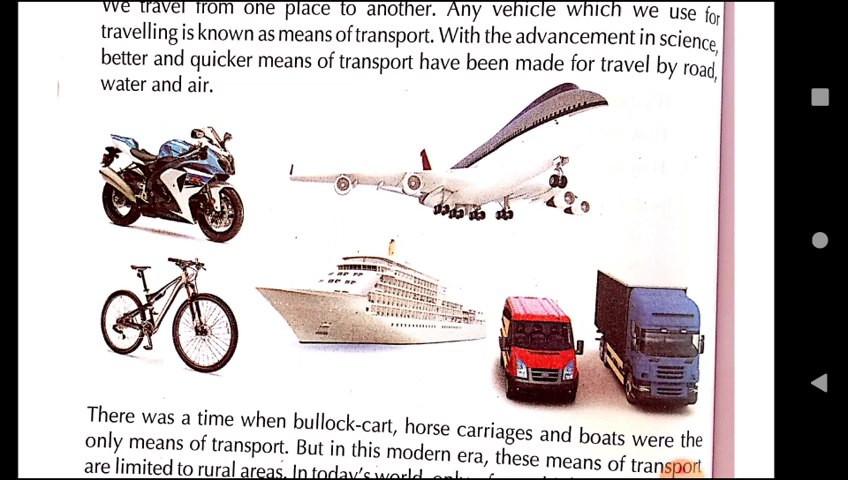 We travel from one place to another. Any vehicle which we use for
travelling is known as means of transport. With the advancement in science,
better and quicker means of transport have been made for travel by road,
water and air.
There was a time when bullock-cart, horse carriages and boats were the
only means of transport. But in this modern era, these means of transport
are limited to rural areas. In today's world, only